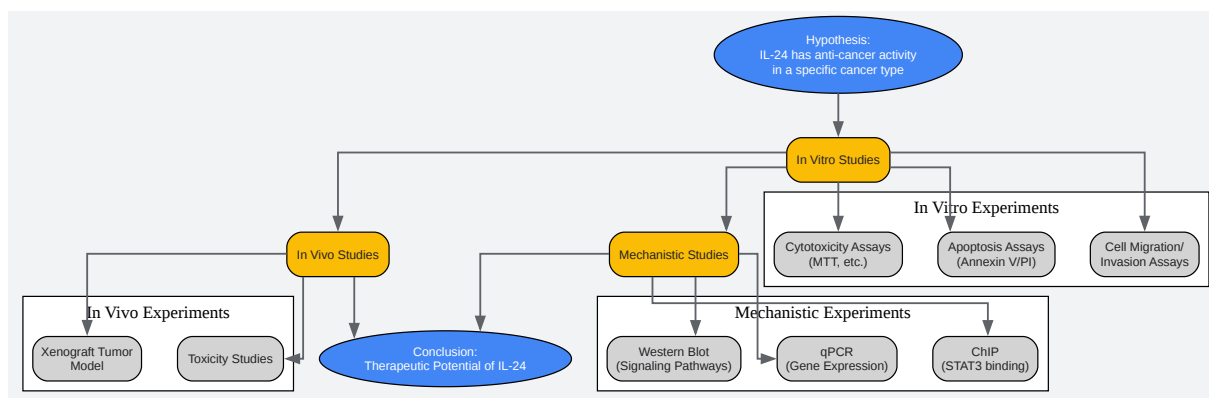 Hypothesis:
IL-24 has anti-cancer activity
in a specific cancer type
In Vitro Studies
In Vitro Experiments
In Vivo Studies
Mechanistic Studies
Cytotoxicity Assays
(MTT, etc.)
Apoptosis Assays
(Annexin V/PI)
Cell Migration/
Invasion Assays
In Vivo Experiments
Mechanistic Experiments
Xenograft Tumor
Model
Toxicity Studies
Conclusion:
Therapeutic Potential of IL-24
Western Blot
(Signaling Pathways)
qPCR
(Gene Expression)
ChIP
(STAT3 binding)